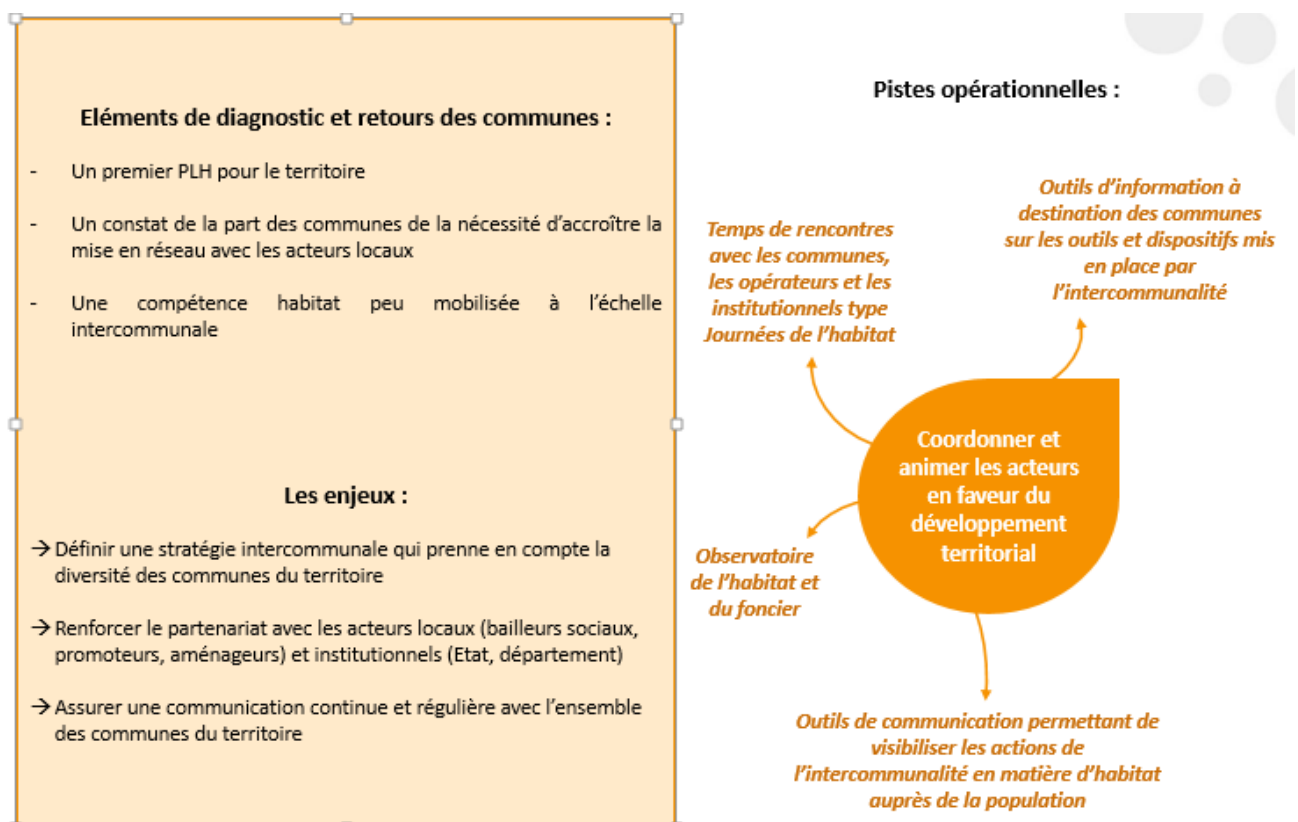 Eléments de diagnostic et retours des communes :
- Un premier PLH pour le territoire
- Un constat de la part des communes de la nécessité d'accroître la
mise en réseau avec les acteurs locaux
- Une compétence habitat peu mobilisée à l'échelle
intercommunale
Les enjeux :
→ Définir une stratégie intercommunale qui prenne en compte la
diversité des communes du territoire
→ Renforcer le partenariat avec les acteurs locaux (bailleurs sociaux,
promoteurs, aménageurs) et institutionnels (Etat, département)
→ Assurer une communication continue et régulière avec l'ensemble
des communes du territoire
Pistes opérationnelles :
Temps de rencontres
avec les communes,
les opérateurs et les
institutionnels type
Journées de l'habitat
Outils d'information à
destination des communes
sur les outils et dispositifs mis
en place par
l'intercommunalité
Coordonner et
animer les acteurs
en faveur du
développement
territorial
Observatoire
de l'habitat et
du foncier
Outils de communication permettant de
visibiliser les actions de
l'intercommunalité en matière d'habitat
auprès de la population